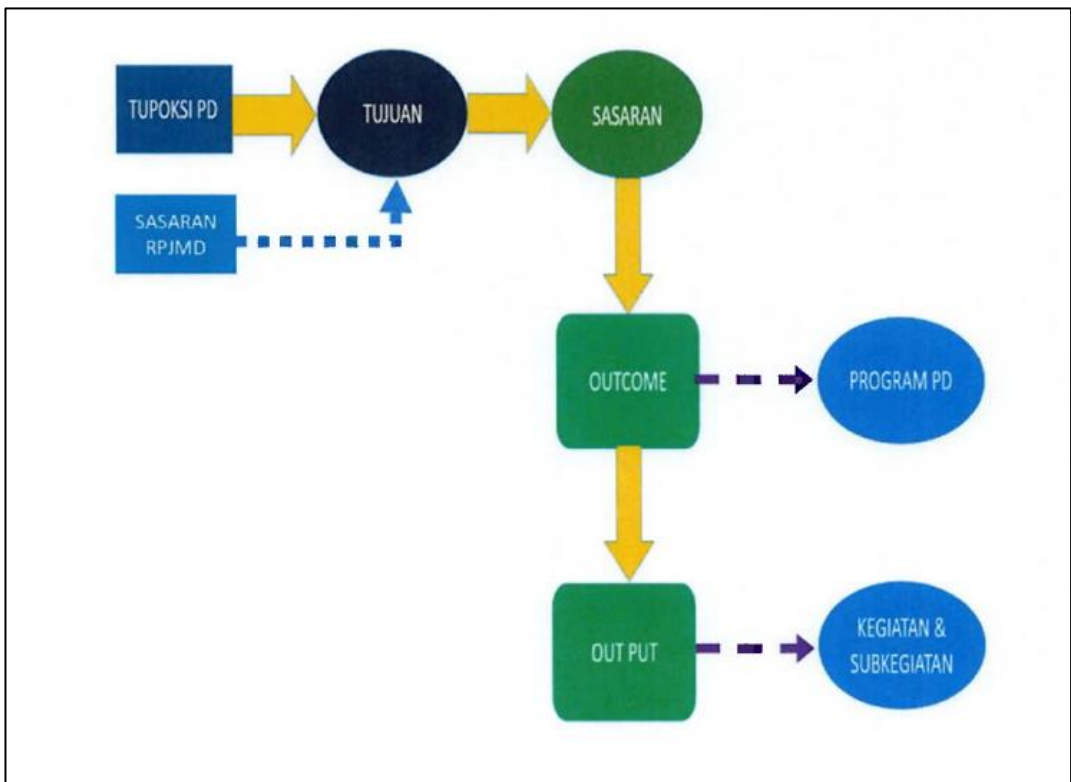 TUPOKSI PD
TUJUAN
SASARAN
SASARAN
RPJMD
OUTCOME
PROGRAM PD
OUT PUT
KEGIATAN &
SUBKEGIATAN